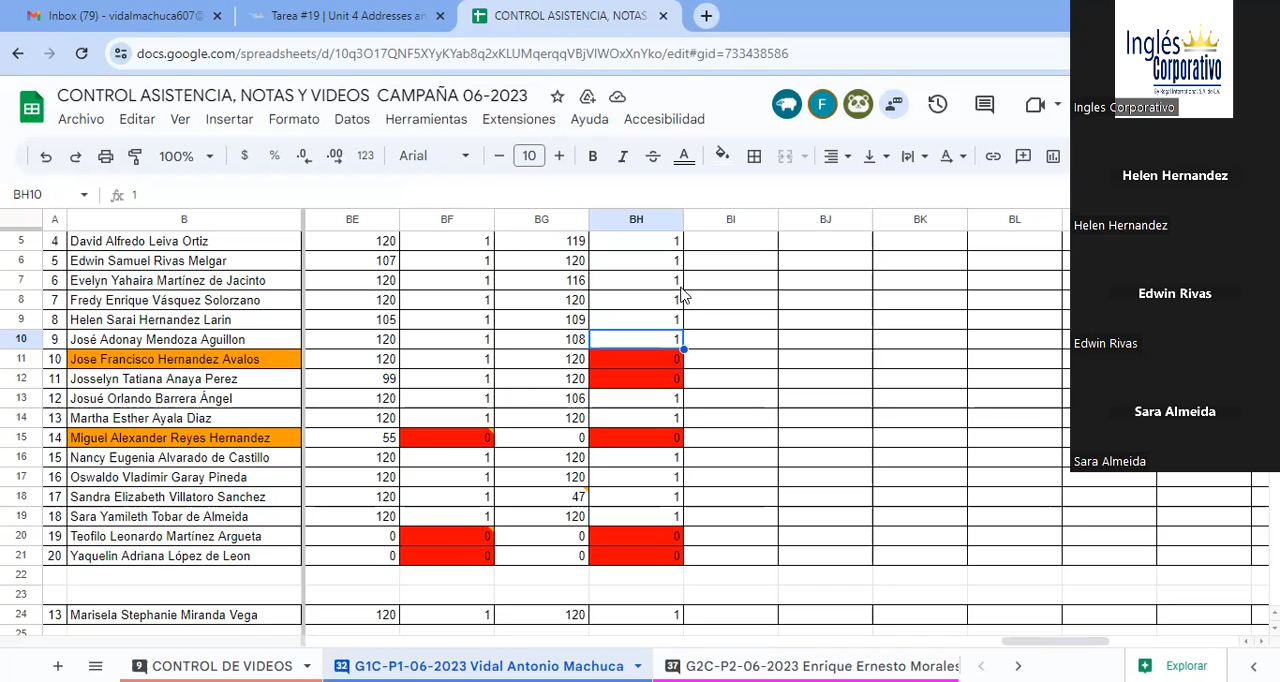 Inbox (79) - vidalmachuca607@
Tarea #19 | Unit 4 Addresses an
CONTROL ASISTENCIA, NOTAS
docs.google.com/spreadsheets/d/10q3O17QNF5XYyKYab8q2xKLUMqerqqVBjVIWOxXnYko/edit#gid=733438586
CONTROL ASISTENCIA, NOTAS Y VIDEOS CAMPAÑA 06-2023
Archivo Editar Ver Insertar Formato Datos Herramientas Extensiones Ayuda Accesibilidad
F
100% $ % .0 .00 123 Arial 10 B I A
BH10 fx 1
A B BE BF BG BH BI BJ BK BL
5 4 David Alfredo Leiva Ortiz 120 1 119 1
6 5 Edwin Samuel Rivas Melgar 107 1 120 1
7 6 Evelyn Yahaira Martínez de Jacinto 120 1 116 1
8 7 Fredy Enrique Vásquez Solorzano 120 1 120 1
9 8 Helen Sarai Hernandez Larin 105 1 109 1
10 9 José Adonay Mendoza Aguillon 120 1 108 1
11 10 Jose Francisco Hernandez Avalos 120 1 120 0
12 11 Josselyn Tatiana Anaya Perez 99 1 120 0
13 12 Josué Orlando Barrera Ángel 120 1 106 1
14 13 Martha Esther Ayala Diaz 120 1 120 1
15 14 Miguel Alexander Reyes Hernandez 55 0 0 0
16 15 Nancy Eugenia Alvarado de Castillo 120 1 120 1
17 16 Oswaldo Vladimir Garay Pineda 120 1 120 1
18 17 Sandra Elizabeth Villatoro Sanchez 120 1 47 1
19 18 Sara Yamileth Tobar de Almeida 120 1 120 1
20 19 Teofilo Leonardo Martínez Argueta 0 0 0 0
21 20 Yaquelin Adriana López de Leon 0 0 0 0
22
23
24 13 Marisela Stephanie Miranda Vega 120 1 120 1
25
9 CONTROL DE VIDEOS
32 G1C-P1-06-2023 Vidal Antonio Machuca
37 G2C-P2-06-2023 Enrique Ernesto Morales
Explorar
Inglés
Corporativo
Ingles Corporativo
Helen Hernandez
Helen Hernandez
Edwin Rivas
Edwin Rivas
Sara Almeida
Sara Almeida